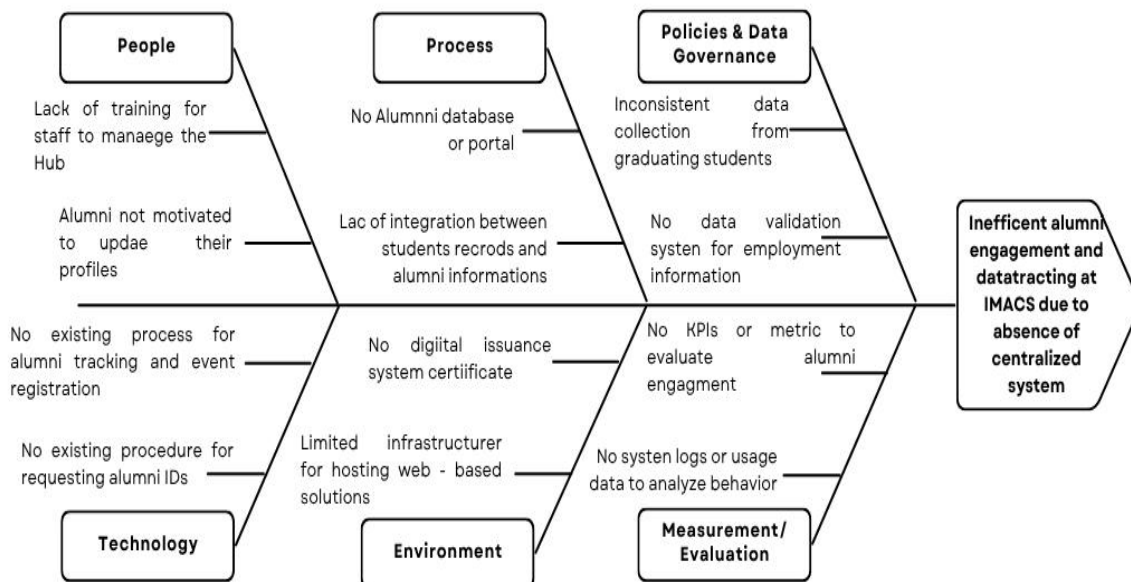 People
Lack of training for
staff to manaege the
Hub
Alumni not motivated
to updae their
profiles
Process
No Alumnni database
or portal
Lac of integration between
students recrods and
alumni informations
Policies & Data
Governance
Inconsistent data
collection from
graduating students
No data validation
systen for employment
information
Inefficent alumni
engagement and
datatracting at
IMACS due to
absence of
centralized
system
No existing process for
alumni tracking and event
registration
No existing procedure for
requesting alumni IDs
Technology
No digiital issuance
system certiificate
Limited infrastructurer
for hosting web - based
solutions
Environment
No KPIs or metric to
evaluate alumni
engagment
No systen logs or usage
data to analyze behavior
Measurement/
Evaluation